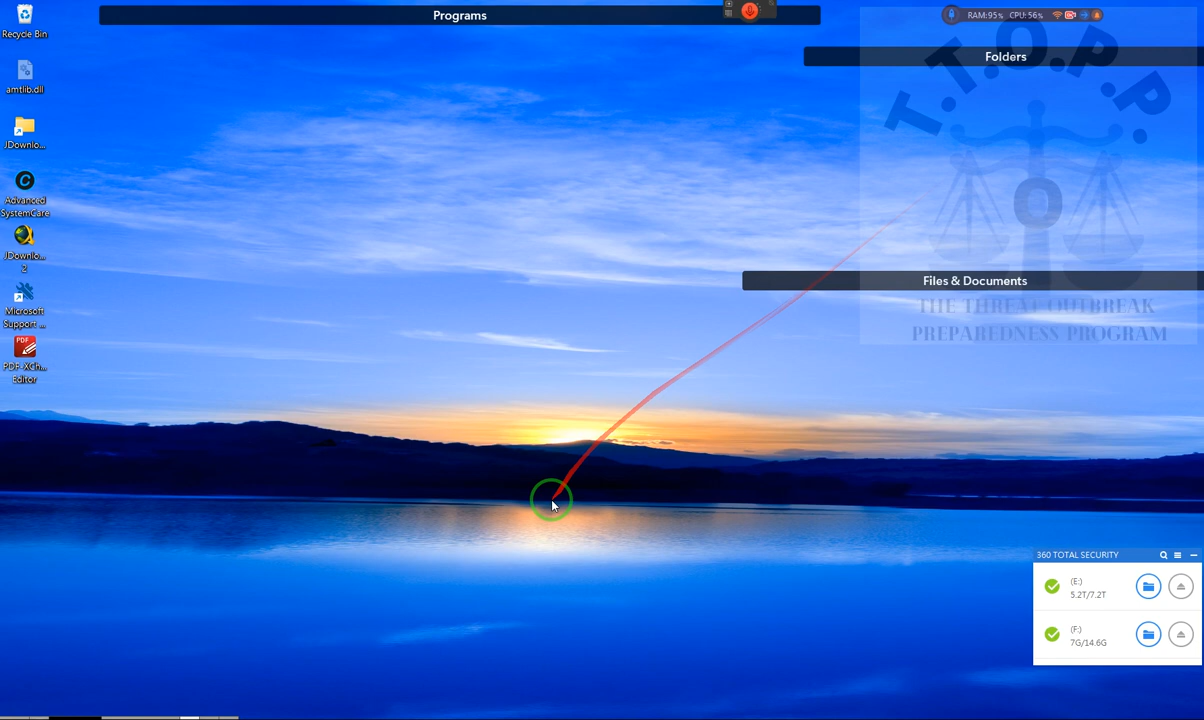 Programs
RAM:95% CPU:56%
Folders
T.T.O.P.P.
Files & Documents
THE THREAT OUTBREAK
PREPAREDNESS PROGRAM
Recycle Bin
amtlib.dll
JDownlo...
Advanced
SystemCare
JDownlo...
2
Microsoft
Support ...
PDF
PDF-XCh...
Editor
360 TOTAL SECURITY
(E:)
5.2T/7.2T
(F:)
7G/14.6G